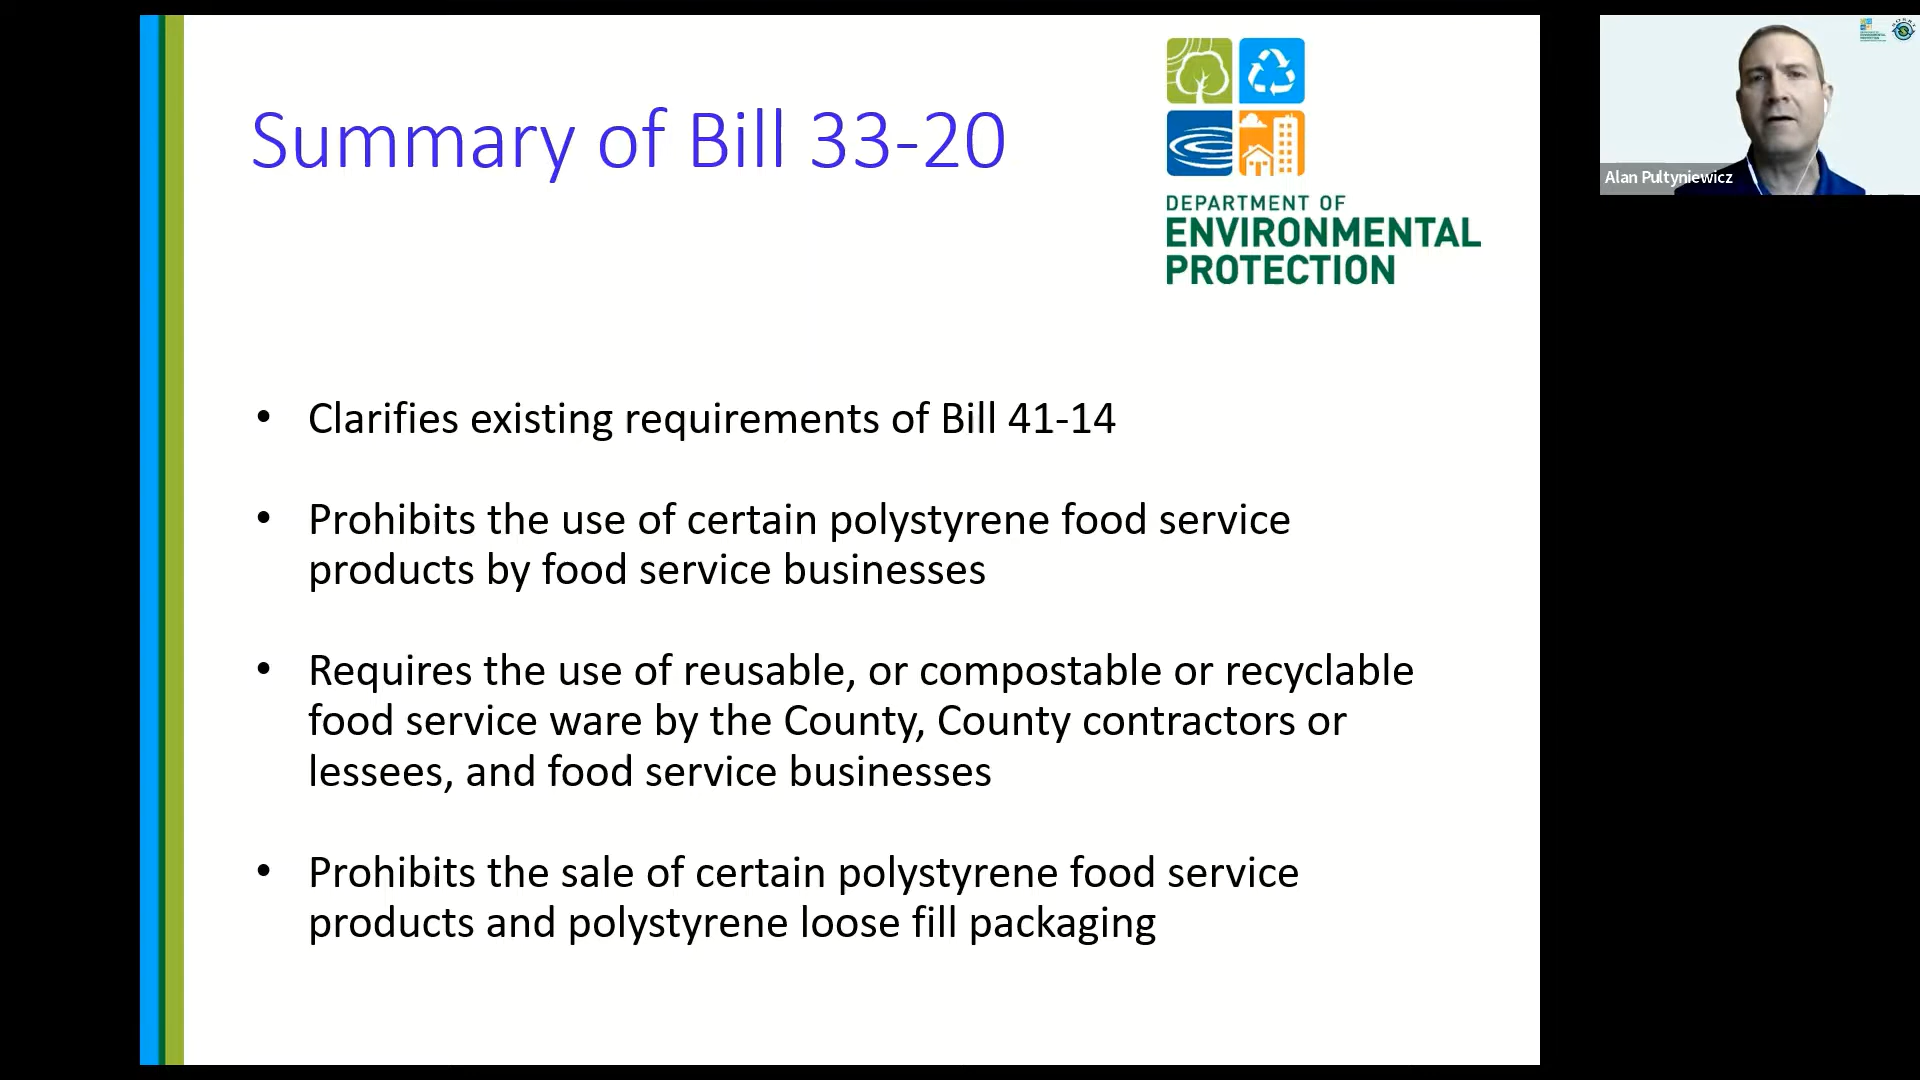 Summary of Bill 33-20
DEPARTMENT OF
ENVIRONMENTAL
PROTECTION
Alan Pultyniewicz
• Clarifies existing requirements of Bill 41-14
• Prohibits the use of certain polystyrene food service
products by food service businesses
• Requires the use of reusable, or compostable or recyclable
food service ware by the County, County contractors or
lessees, and food service businesses
• Prohibits the sale of certain polystyrene food service
products and polystyrene loose fill packaging